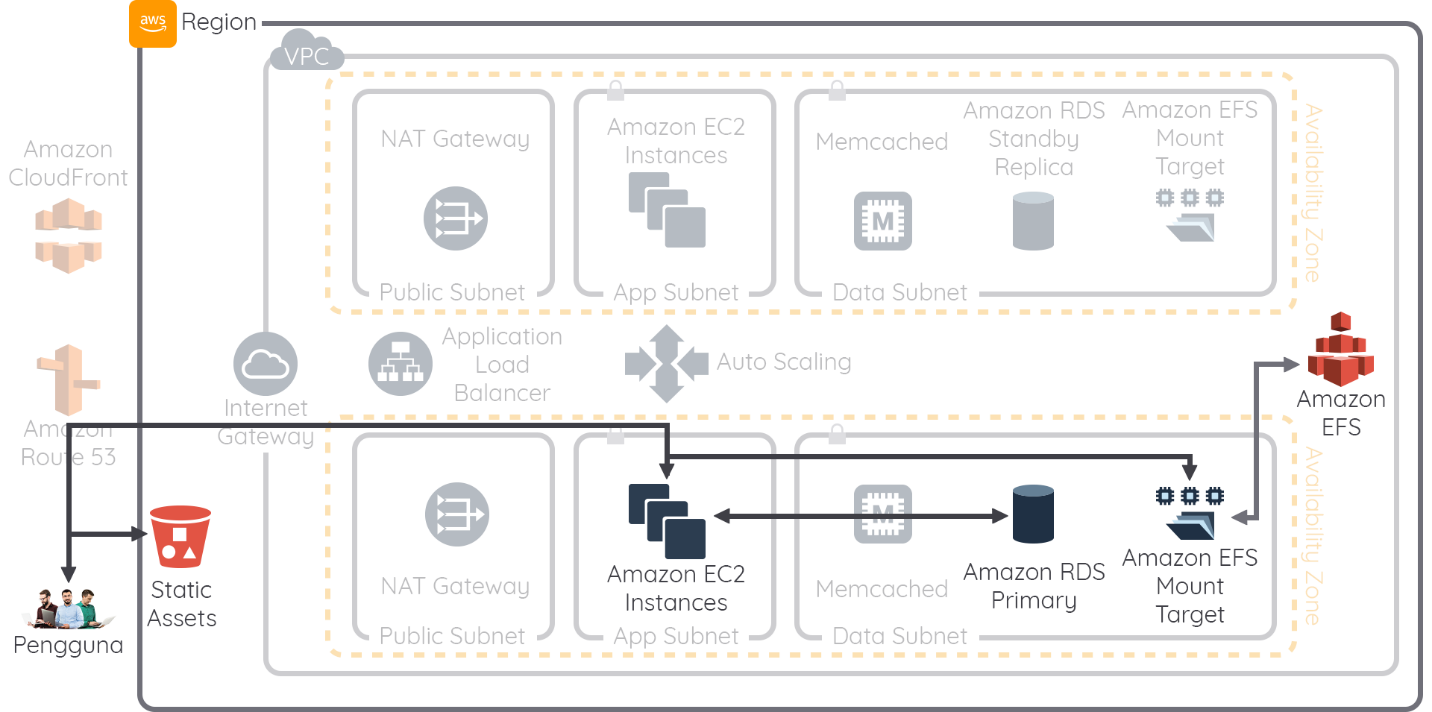 aws
Region
VPC
NAT Gateway
Public Subnet
Amazon EC2
Instances
App Subnet
Memcached
M
Amazon RDS
Standby
Replica
Amazon EFS
Mount
Target
Data Subnet
Availability Zone
Amazon
CloudFront
Amazon
Route 53
Internet
Gateway
Application
Load
Balancer
Auto Scaling
Amazon
EFS
NAT Gateway
Public Subnet
Amazon EC2
Instances
App Subnet
M
Memcached
Amazon RDS
Primary
Amazon EFS
Mount
Target
Data Subnet
Availability Zone
Static
Assets
Pengguna